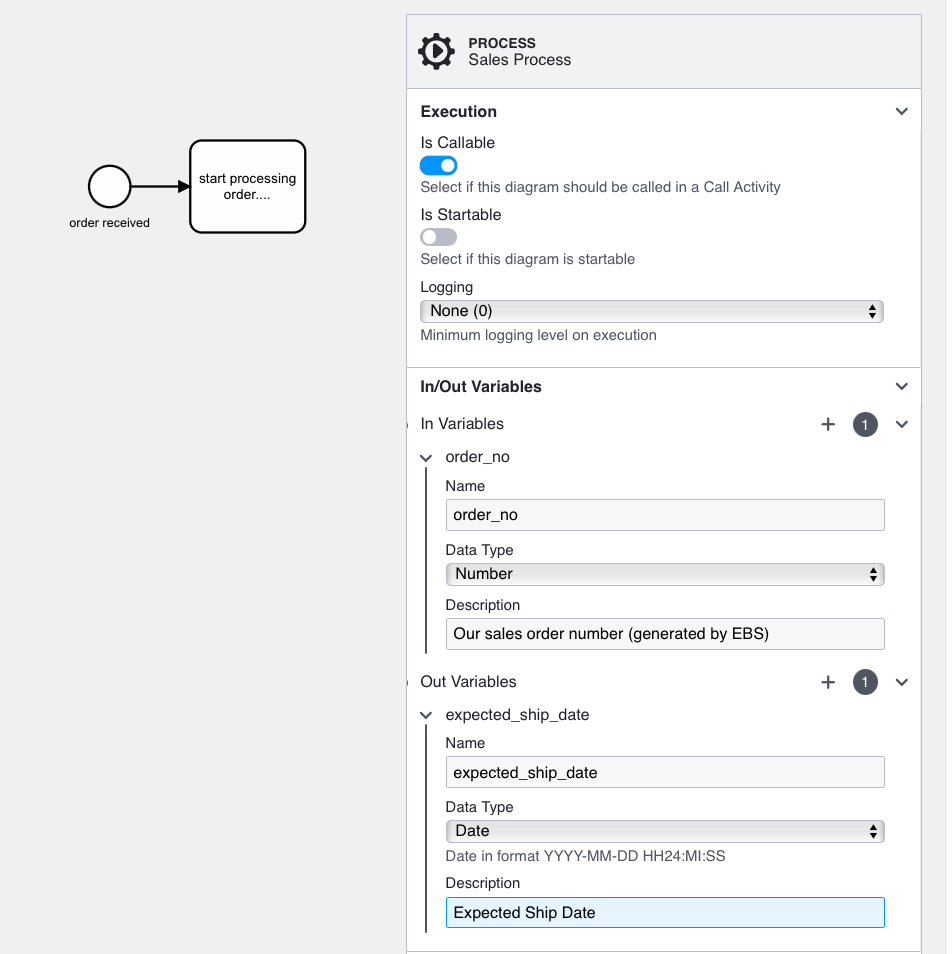 order received
start processing
order....
PROCESS
Sales Process
Execution
Is Callable
Select if this diagram should be called in a Call Activity
Is Startable
Select if this diagram is startable
Logging
None (0)
Minimum logging level on execution
In/Out Variables
In Variables
1
order_no
Name
order_no
Data Type
Number
Description
Our sales order number (generated by EBS)
Out Variables
1
expected_ship_date
Name
expected_ship_date
Data Type
Date
Date in format YYYY-MM-DD HH24:MI:SS
Description
Expected Ship Date